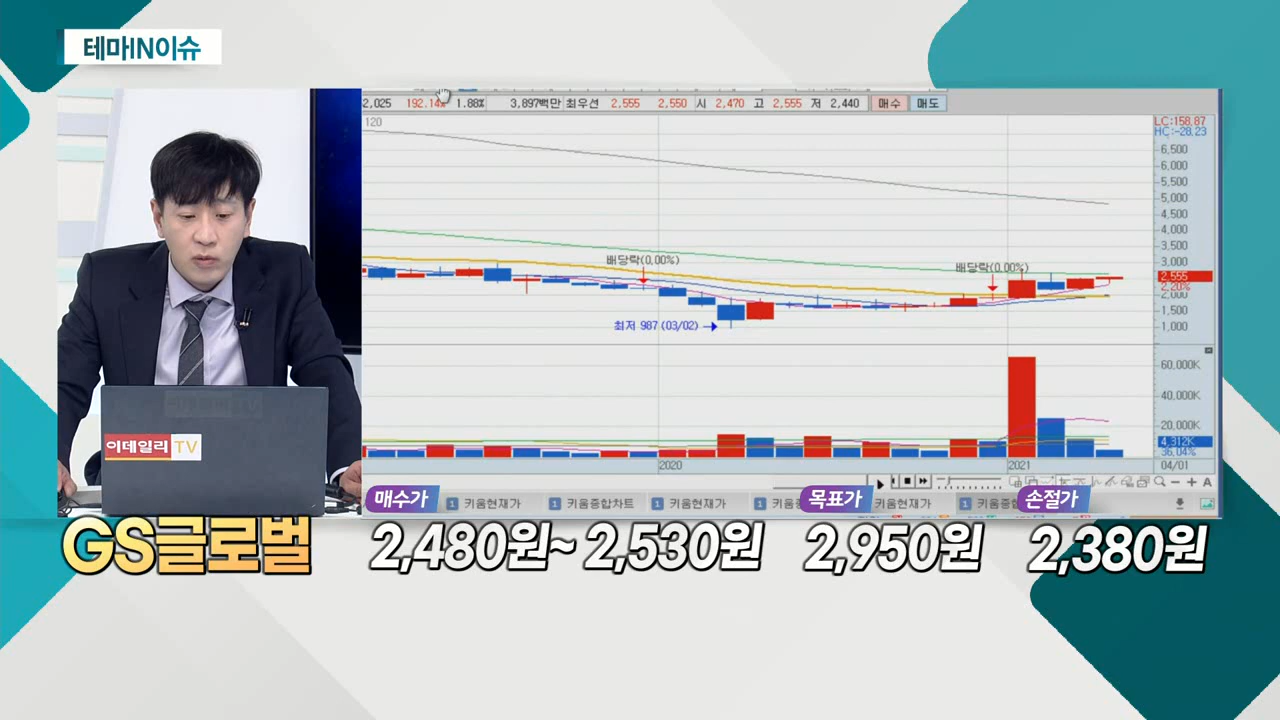 테마IN이슈
2,025 192.14% 1.88% 3,897백만 최우선 2,555 2,550 시 2,470 고 2,555 저 2,440 매수 매도
120
LC:158.87
HC:-28.23
6,500
6,000
5,500
5,000
4,500
4,000
3,500
3,000
2,555
2.20%
2,000
1,500
1,000
배당락(0.00%)
배당락(0.00%)
최저 987 (03/02)
60,000K
40,000K
20,000K
4,312K
36.04%
2020
2021
04/01
이데일리TV
매수가
1 키움현재가
1 키움종합차트
1 키움현재가
목표가
키움현재가
손절가
GS글로벌
2,480원~ 2,530원
2,950원
2,380원